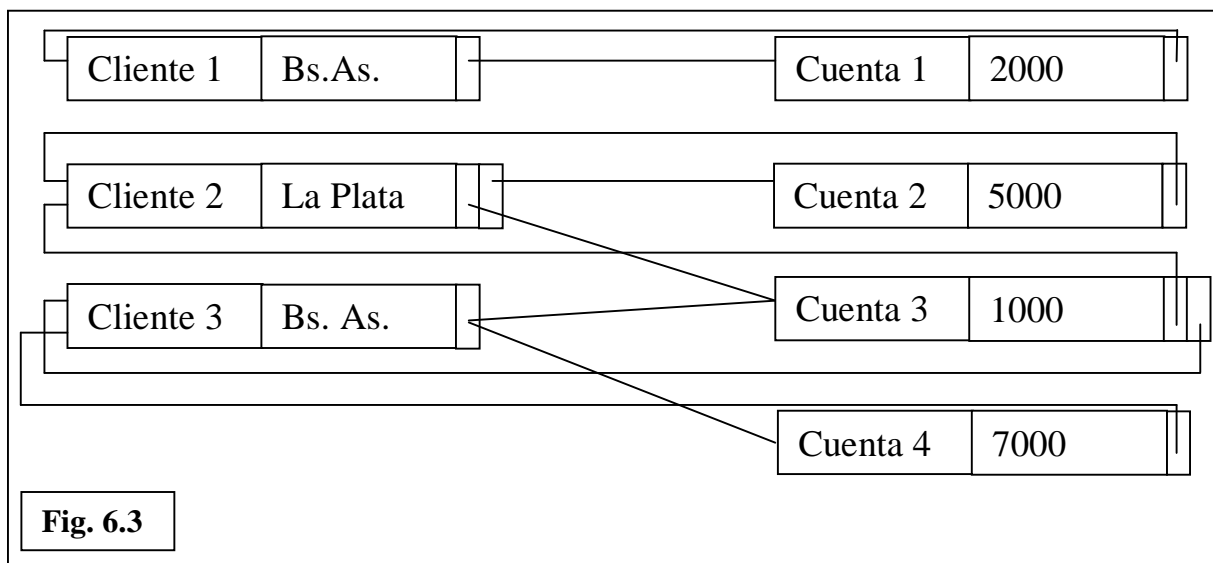 Cliente 1 Bs.As. Cuenta 1 2000
Cliente 2 La Plata Cuenta 2 5000
Cliente 3 Bs. As. Cuenta 3 1000
Cuenta 4 7000
Fig. 6.3